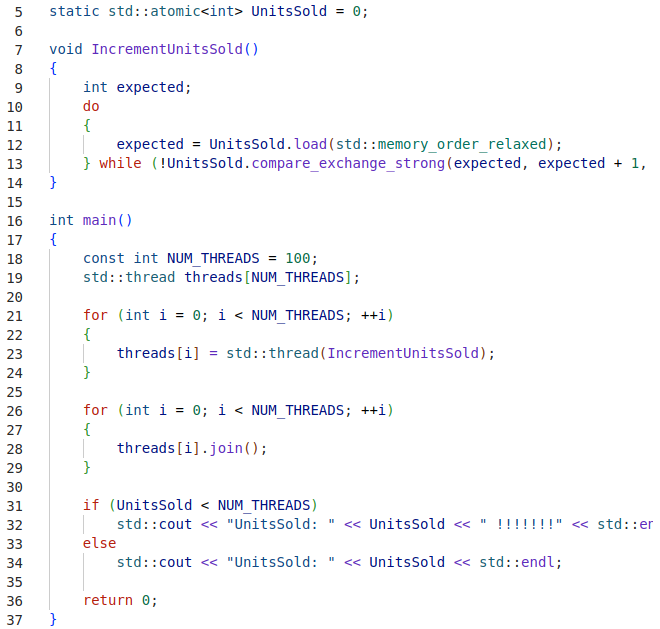 5 static std::atomic<int> UnitsSold = 0;
6
7 void IncrementUnitsSold()
8 {
9     int expected;
10     do
11     {
12         expected = UnitsSold.load(std::memory_order_relaxed);
13     } while (!UnitsSold.compare_exchange_strong(expected, expected + 1,
14 }
15
16 int main()
17 {
18     const int NUM_THREADS = 100;
19     std::thread threads[NUM_THREADS];
20
21     for (int i = 0; i < NUM_THREADS; ++i)
22     {
23         threads[i] = std::thread(IncrementUnitsSold);
24     }
25
26     for (int i = 0; i < NUM_THREADS; ++i)
27     {
28         threads[i].join();
29     }
30
31     if (UnitsSold < NUM_THREADS)
32         std::cout << "UnitsSold: " << UnitsSold << " !!!!!!!" << std::er
33     else
34         std::cout << "UnitsSold: " << UnitsSold << std::endl;
35
36     return 0;
37 }